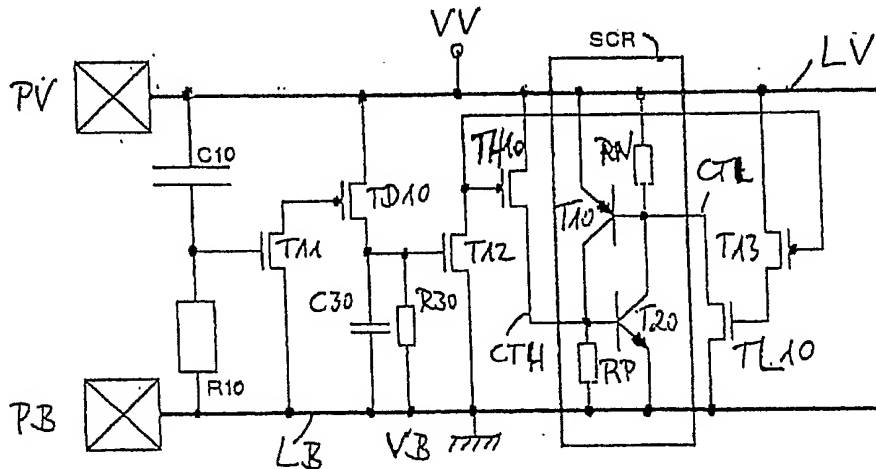 VV
SCR
LV
PV
C10
TH10
RN
CTL
TD10
T10
T11
T12
T13
C30
R30
T20
CTH
RP
TL10
R10
PB
LB
VB